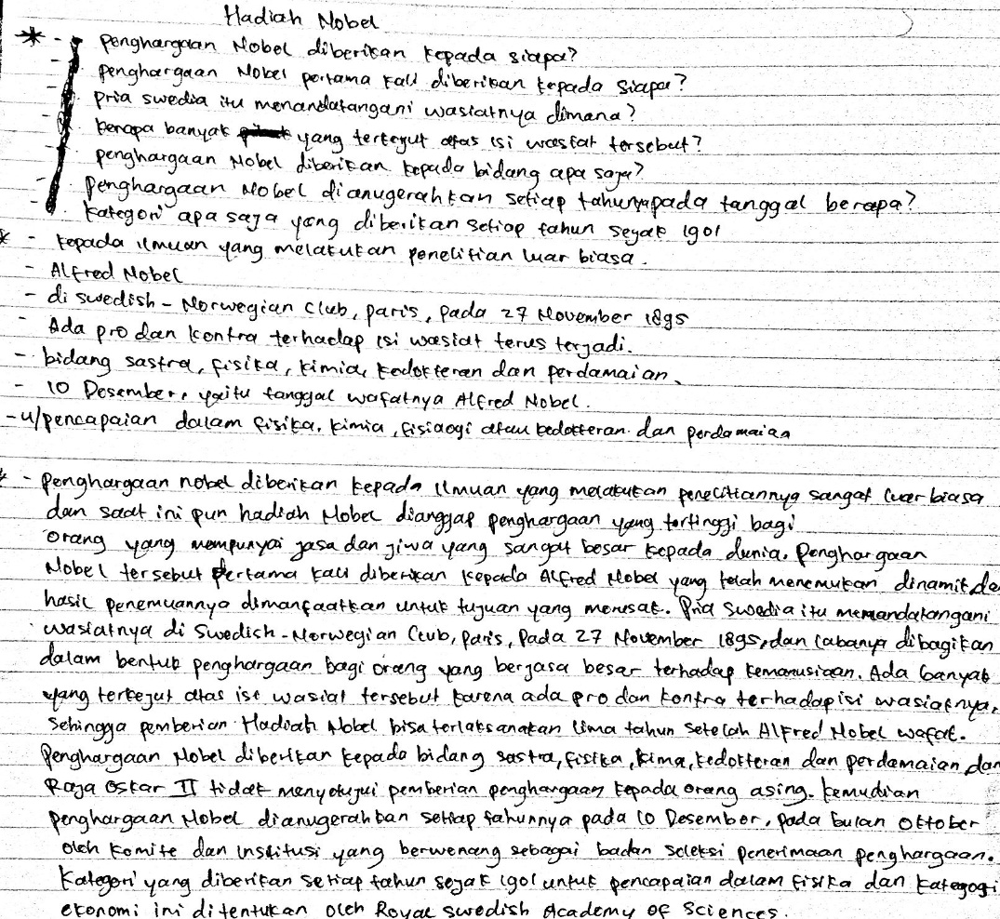 Hadiah Nobel
* - Penghargaan Nobel diberikan kepada siapa?
- penghargaan Nobel pertama kali diberikan kepada siapa?
- pria swedia itu menandatangani wasiatnya dimana?
- berapa banyak yang terkejut atas isi wasiat tersebut?
- penghargaan Nobel diberikan kepada bidang apa saja?
- Penghargaan Nobel dianugerahkan setiap tahunnya pada tanggal berapa?
- kategori apa saja yang diberikan setiap tahun sejak 1901
* - kepada ilmuan yang melakukan penelitian luar biasa.
- Alfred Nobel
- di swedish - Norwegian Club, paris, pada 27 November 1895
- Ada pro dan kontra terhadap isi wasiat terus terjadi.
- bidang sastra, fisika, kimia, kedokteran dan perdamaian.
- 10 Desember, yaitu tanggal wafatnya Alfred Nobel.
- u/pencapaian dalam fisika, kimia, fisiaogi atau kedokteran dan perdamaian
* - Penghargaan nobel diberikan kepada ilmuan yang melakukan penelitiannya sangat luar biasa
dan saat ini pun hadiah Nobel dianggap penghargaan yang tertinggi bagi
orang yang mempunyai jasa dan jiwa yang sangat besar kepada dunia. Penghargaan
Nobel tersebut pertama kali diberikan kepada Alfred Nobel yang telah menemukan dinamit da
hasil penemuannya dimanfaatkan untuk tujuan yang merusak. Pria Swedia itu memandatangani
wasiatnya di Swedish-Norwegian Club, Paris, Pada 27 November 1895, dan labanya dibagikan
dalam bentuk penghargaan bagi orang yang berjasa besar terhadap kemanusiaan. Ada banyak
yang terkejut atas isi wasiat tersebut karena ada pro dan kontra terhadap isi wasiatnya,
sehingga pemberian Hadiah Nobel bisa terlaksanakan lima tahun setelah Alfred Nobel wafat.
Penghargaan Nobel diberikan kepada bidang sastra, fisika, kima, kedokteran dan perdamaian, dan
Raja Oskar II tidak menyetujui pemberian penghargaan kepada orang asing. kemudian
penghargaan Nobel dianugerahkan setiap tahunnya pada 10 Desember, pada bulan Oktober
oleh komite dan institusi yang berwenang sebagai badan seleksi penerimaan penghargaan.
Kategori yang diberikan setiap tahun sejak 1901 untuk pencapaian dalam fisika dan kategogi
ekonomi ini ditentukan oleh Royal swedish Academy of Sciences.